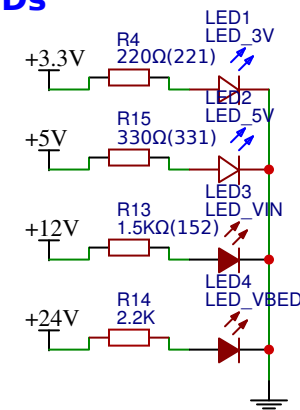 Ds
LED1
LED_3V
R4
220Ω(221)
+3.3V
LED2
LED_5V
R15
330Ω(331)
+5V
LED3
LED_VIN
R13
1.5KΩ(152)
+12V
LED4
LED_VBED
R14
2.2K
+24V